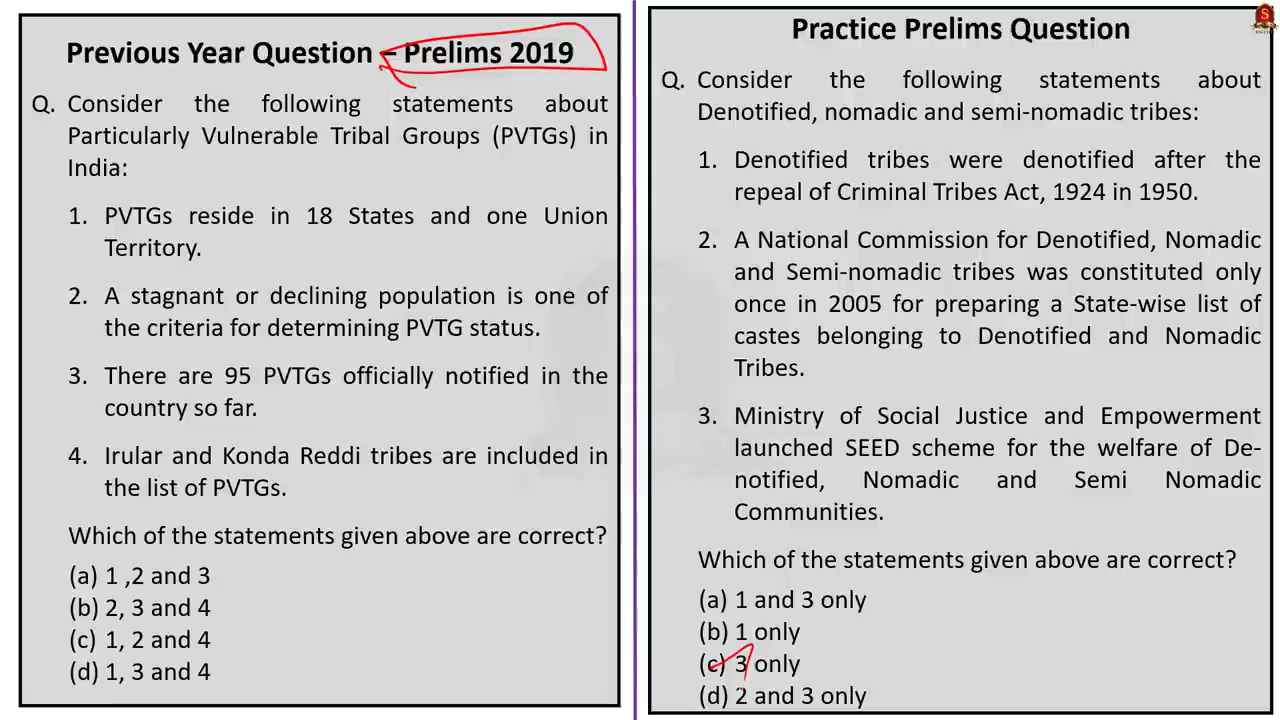 Previous Year Question – Prelims 2019
Q. Consider the following statements about
Particularly Vulnerable Tribal Groups (PVTGs) in
India:
1. PVTGs reside in 18 States and one Union
Territory.
2. A stagnant or declining population is one of
the criteria for determining PVTG status.
3. There are 95 PVTGs officially notified in the
country so far.
4. Irular and Konda Reddi tribes are included in
the list of PVTGs.
Which of the statements given above are correct?
(a) 1 ,2 and 3
(b) 2, 3 and 4
(c) 1, 2 and 4
(d) 1, 3 and 4
Practice Prelims Question
Q. Consider the following statements about
Denotified, nomadic and semi-nomadic tribes:
1. Denotified tribes were denotified after the
repeal of Criminal Tribes Act, 1924 in 1950.
2. A National Commission for Denotified, Nomadic
and Semi-nomadic tribes was constituted only
once in 2005 for preparing a State-wise list of
castes belonging to Denotified and Nomadic
Tribes.
3. Ministry of Social Justice and Empowerment
launched SEED scheme for the welfare of De-
notified, Nomadic and Semi Nomadic
Communities.
Which of the statements given above are correct?
(a) 1 and 3 only
(b) 1 only
(c) 3 only
(d) 2 and 3 only